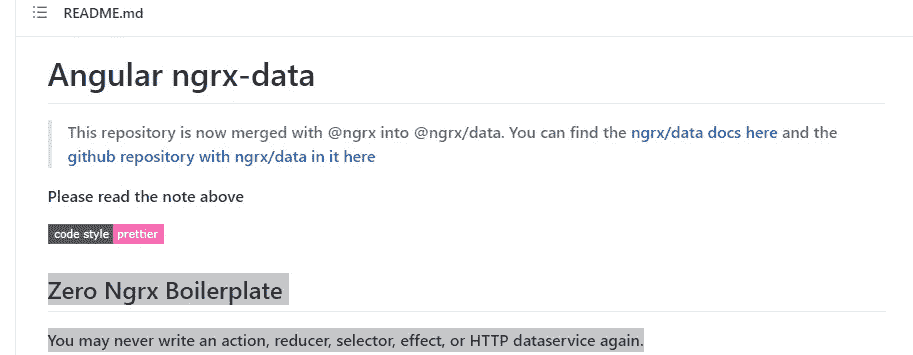 README.md
Angular ngrx-data
This repository is now merged with @ngrx into @ngrx/data. You can find the ngrx/data docs here and the
github repository with ngrx/data in it here
Please read the note above
code style prettier
Zero Ngrx Boilerplate
You may never write an action, reducer, selector, effect, or HTTP dataservice again.